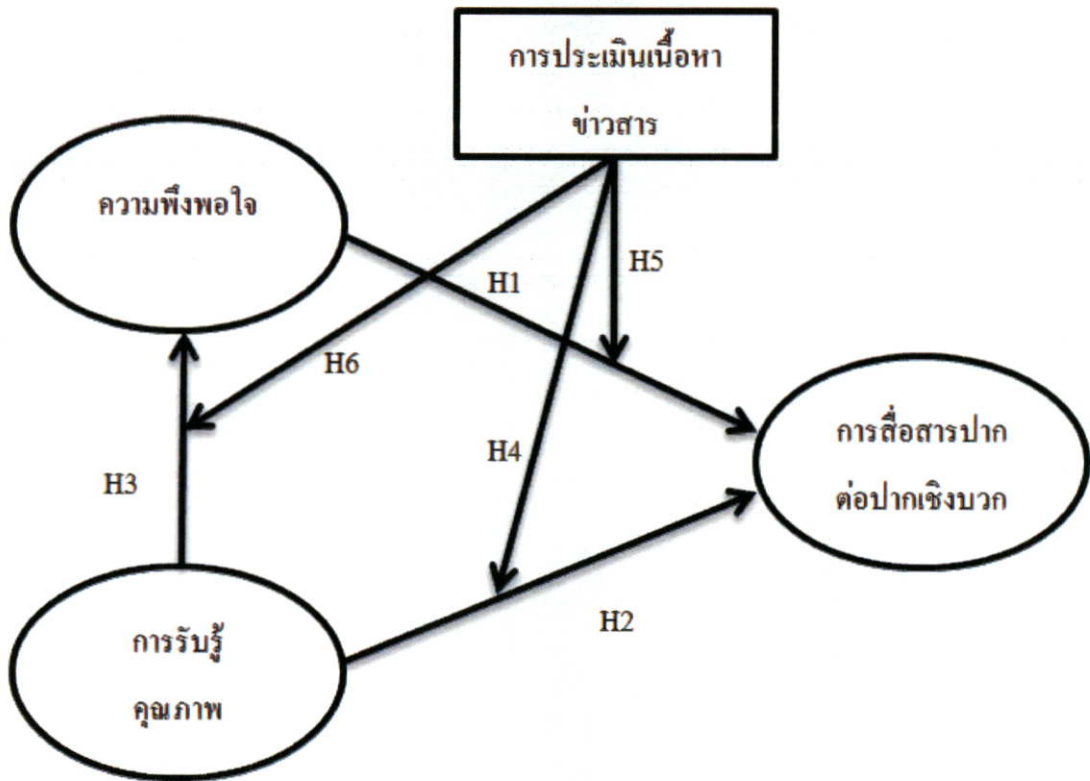 การประเมินเนื้อหา
ข่าวสาร
ความพึงพอใจ
H1
H5
H6
H4
H3
H2
การสื่อสารปาก
ต่อปากเชิงบวก
การรับรู้
คุณภาพ